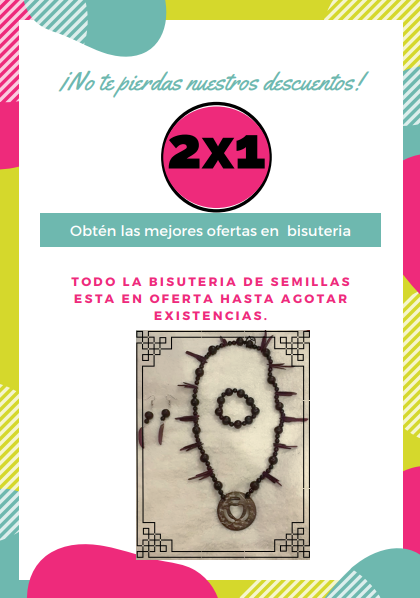 ¡No te pierdas nuestros descuentos!
2X1
Obtén las mejores ofertas en bisuteria
TODO LA BISUTERIA DE SEMILLAS
ESTA EN OFERTA HASTA AGOTAR
EXISTENCIAS.